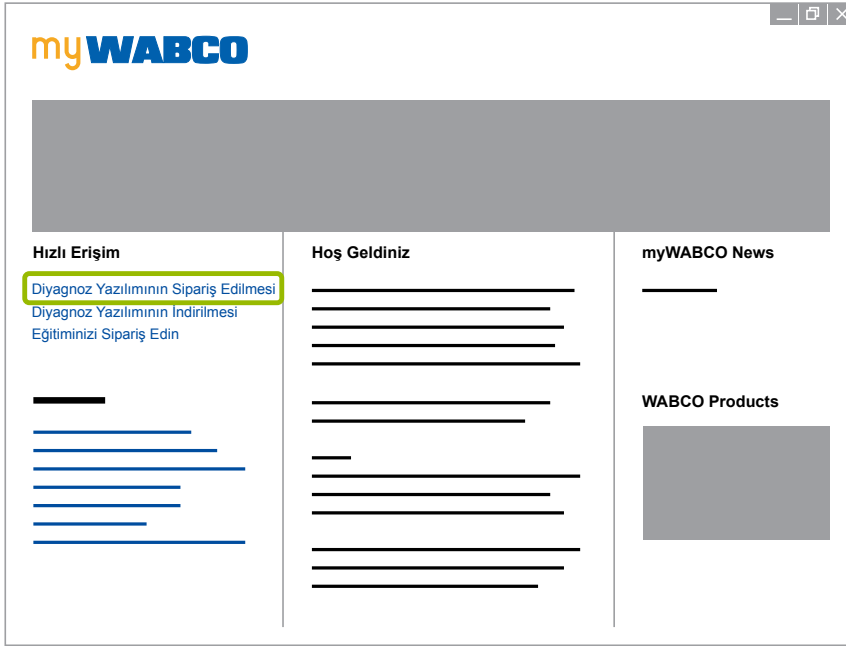 myWABCO
Hızlı Erişim
Diyagnoz Yazılımının Sipariş Edilmesi
Diyagnoz Yazılımının İndirilmesi
Eğitiminizi Sipariş Edin
Hoş Geldiniz
myWABCO News
WABCO Products